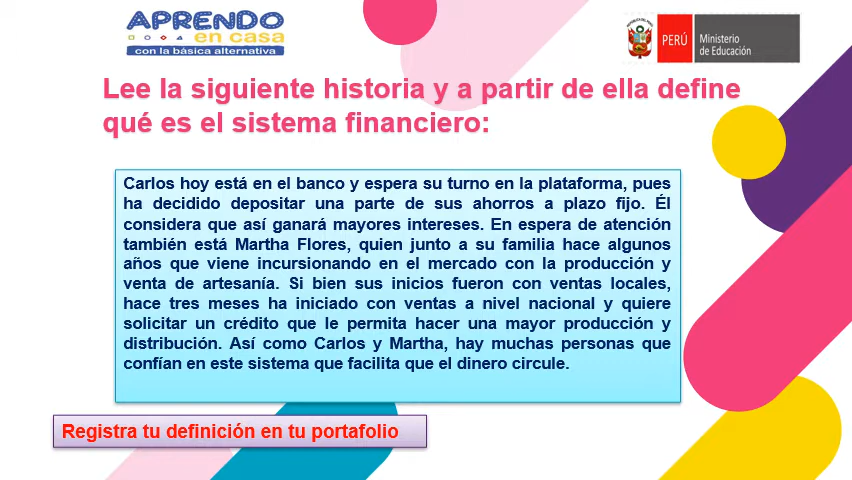 APRENDO
en casa
con la básica alternativa
PERÚ
Ministerio
de Educación
Lee la siguiente historia y a partir de ella define
qué es el sistema financiero:
Carlos hoy está en el banco y espera su turno en la plataforma, pues
ha decidido depositar una parte de sus ahorros a plazo fijo. Él
considera que así ganará mayores intereses. En espera de atención
también está Martha Flores, quien junto a su familia hace algunos
años que viene incursionando en el mercado con la producción y
venta de artesanía. Si bien sus inicios fueron con ventas locales,
hace tres meses ha iniciado con ventas a nivel nacional y quiere
solicitar un crédito que le permita hacer una mayor producción y
distribución. Así como Carlos y Martha, hay muchas personas que
confían en este sistema que facilita que el dinero circule.
Registra tu definición en tu portafolio